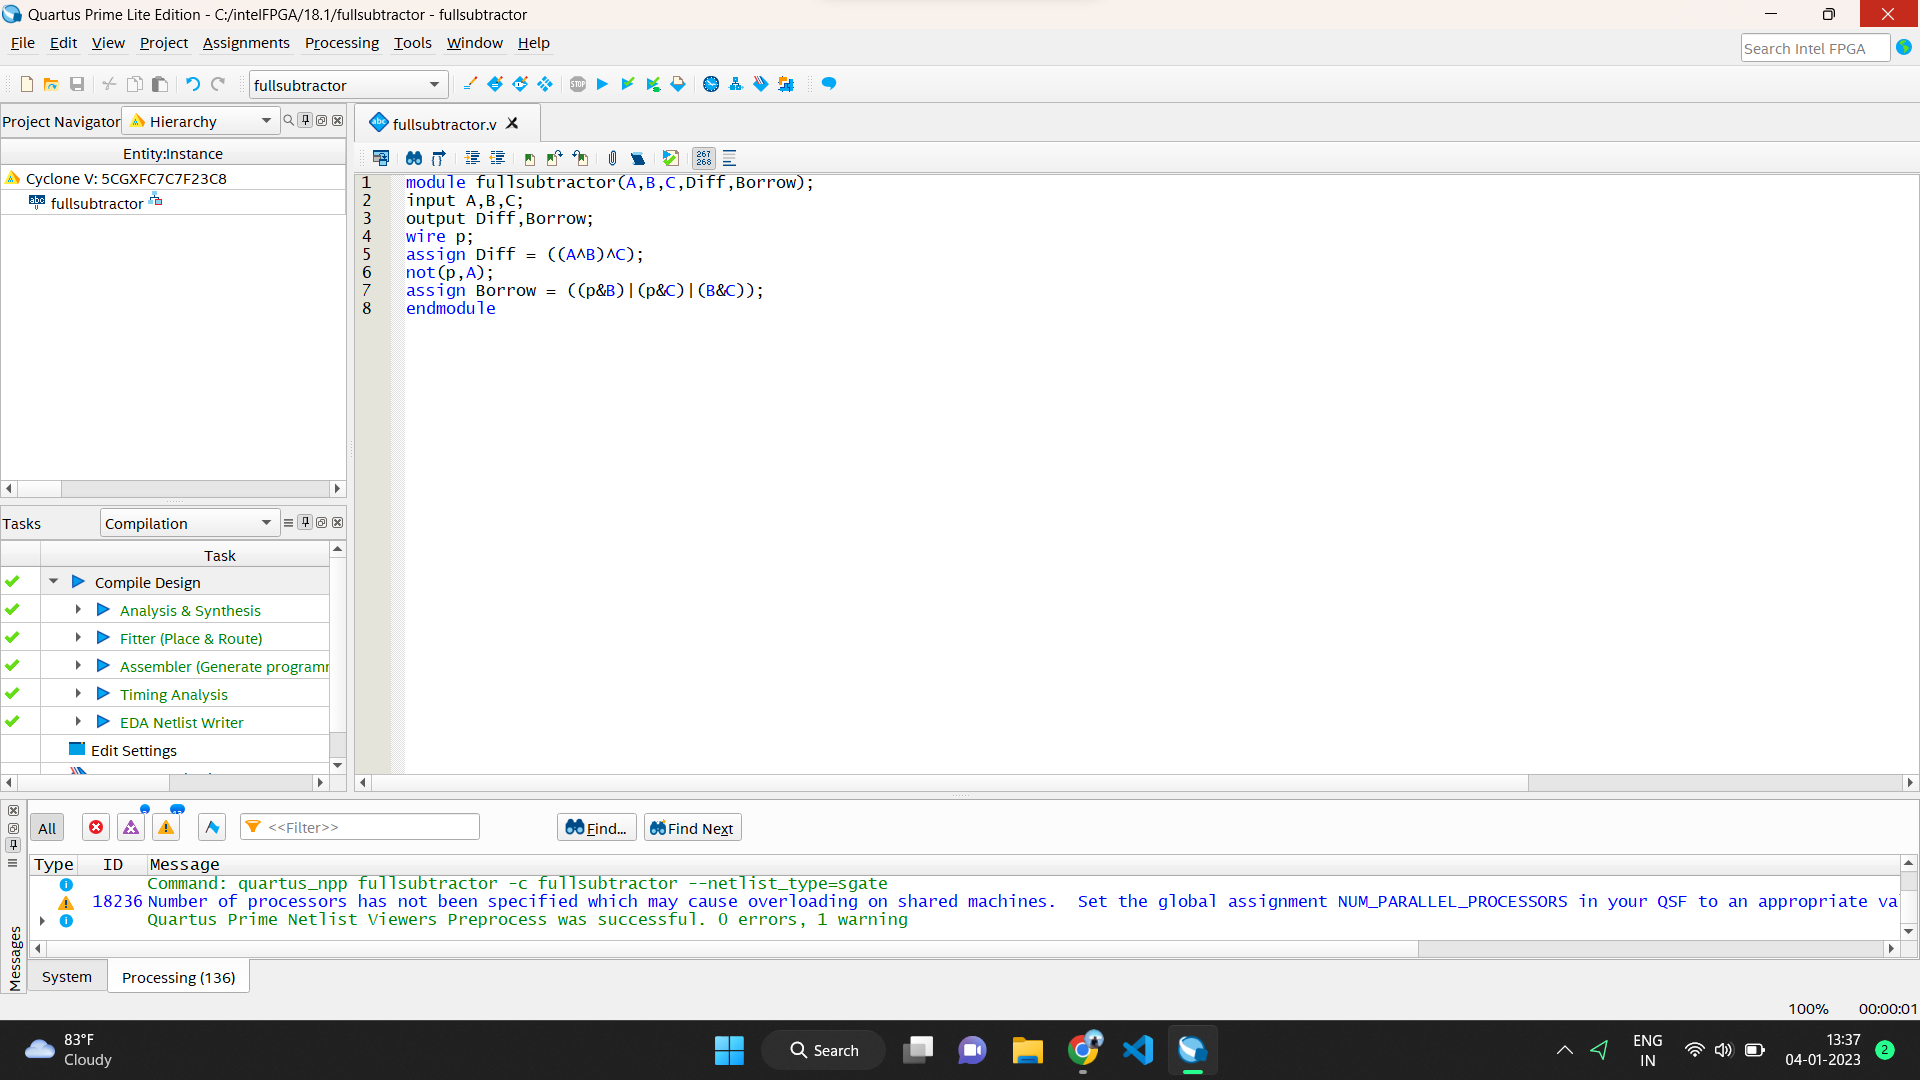 Quartus Prime Lite Edition - C:/intelFPGA/18.1/fullsubtractor - fullsubtractor
File Edit View Project Assignments Processing Tools Window Help
Search Intel FPGA
fullsubtractor
Project Navigator Hierarchy
Entity:Instance
Cyclone V: 5CGXFC7C7F23C8
fullsubtractor
fullsubtractor.v
1 module fullsubtractor(A,B,C,Diff,Borrow);
2 input A,B,C;
3 output Diff,Borrow;
4 wire p;
5 assign Diff = ((A^B)^C);
6 not(p,A);
7 assign Borrow = ((p&B)|(p&C)|(B&C));
8 endmodule
Tasks Compilation
Task
Compile Design
Analysis & Synthesis
Fitter (Place & Route)
Assembler (Generate programm
Timing Analysis
EDA Netlist Writer
Edit Settings
All <<Filter>> Find... Find Next
Type ID Message
Command: quartus_npp fullsubtractor -c fullsubtractor --netlist_type=sgate
18236 Number of processors has not been specified which may cause overloading on shared machines.  Set the global assignment NUM_PARALLEL_PROCESSORS in your QSF to an appropriate va
Quartus Prime Netlist Viewers Preprocess was successful. 0 errors, 1 warning
Messages
System Processing (136)
100% 00:00:01
83°F
Cloudy
Search
ENG
IN
13:37
04-01-2023
2